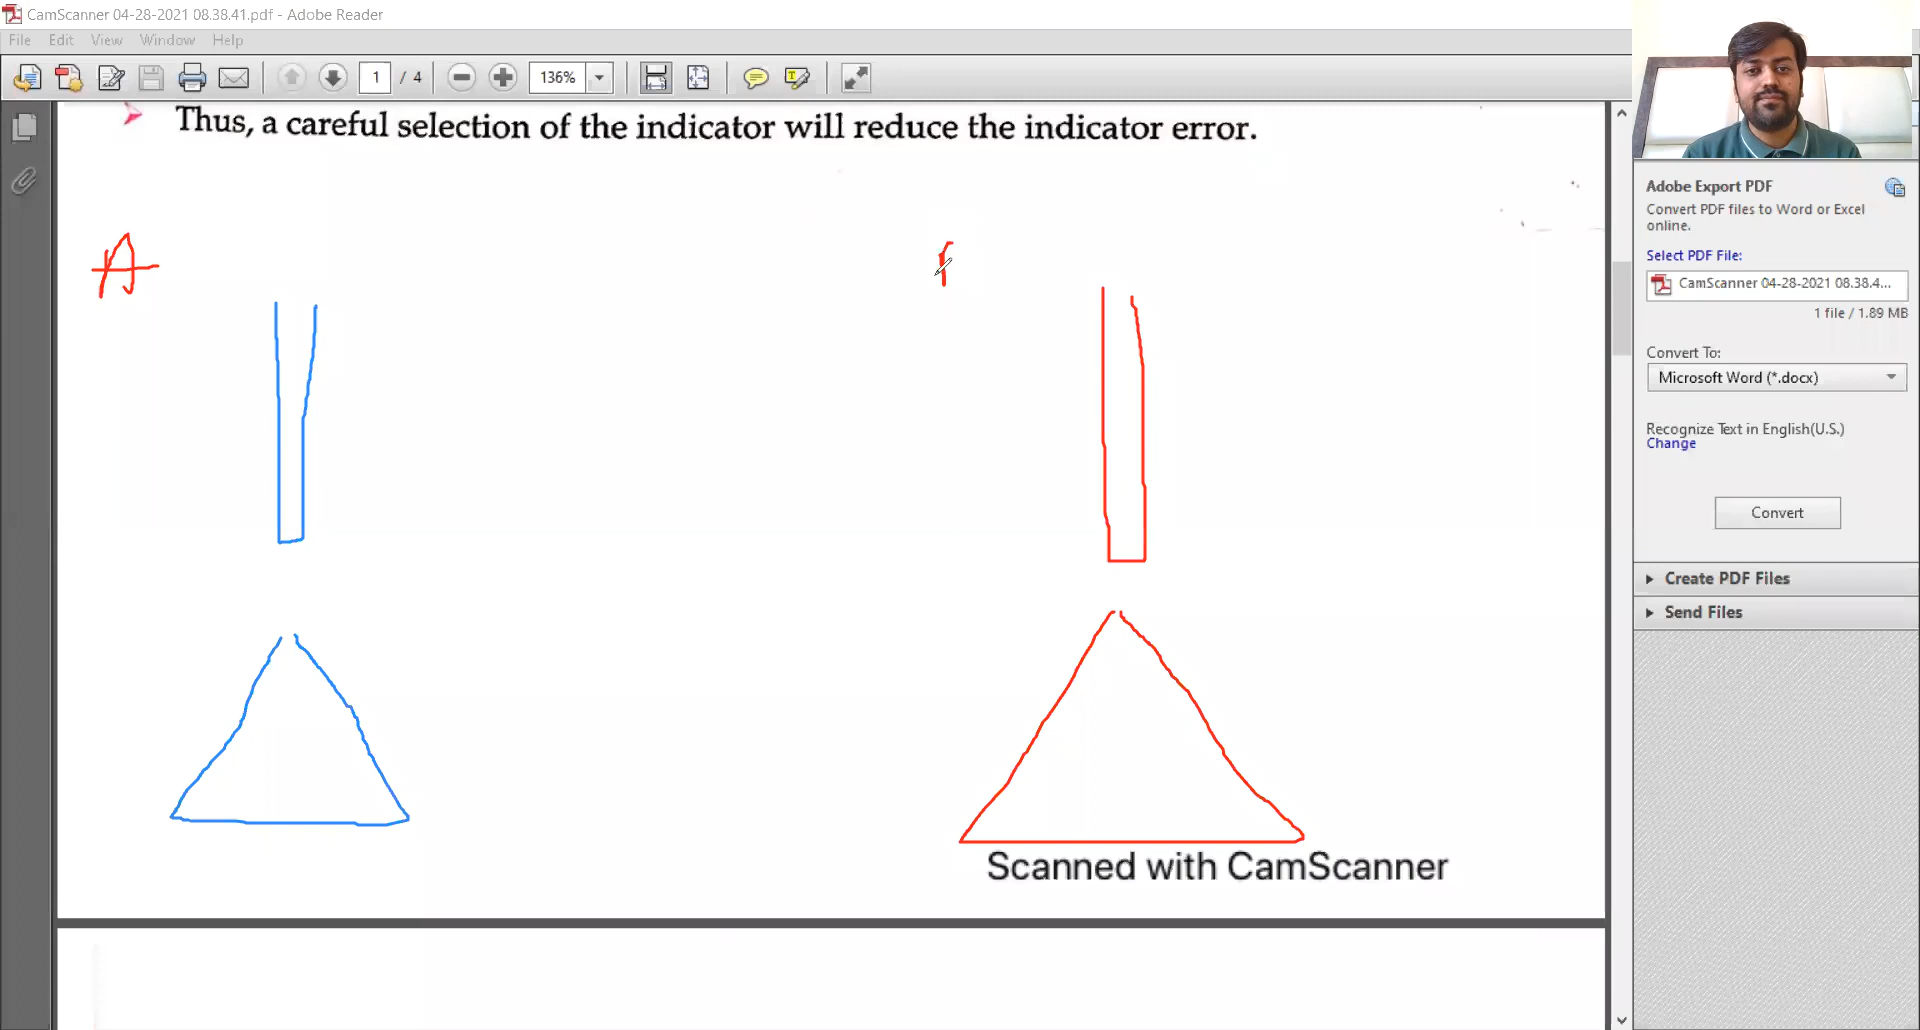 CamScanner 04-28-2021 08.38.41.pdf - Adobe Reader
File Edit View Window Help
1 / 4 136%
Thus, a careful selection of the indicator will reduce the indicator error.
A
Scanned with CamScanner
Adobe Export PDF
Convert PDF files to Word or Excel
online.
Select PDF File:
CamScanner 04-28-2021 08.38.4...
1 file / 1.89 MB
Convert To:
Microsoft Word (*.docx)
Recognize Text in English(U.S.)
Change
Convert
Create PDF Files
Send Files